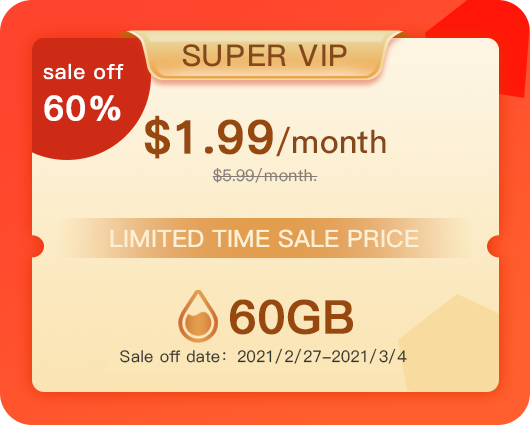 SUPER VIP
sale off
60%
$1.99/month
$5.99/month.
LIMITED TIME SALE PRICE
60GB
Sale off date：2021/2/27-2021/3/4